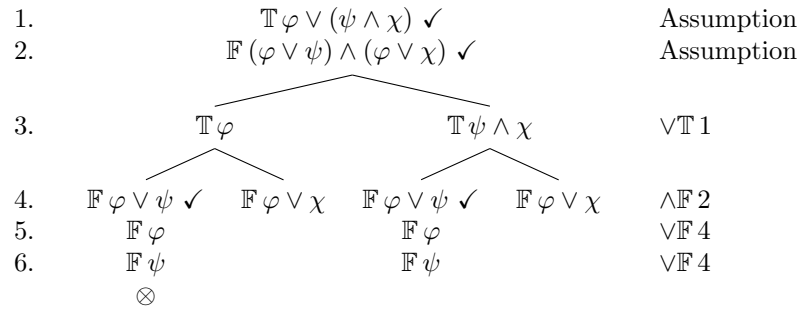 1. 𝕋 φ ∨ (ψ ∧ χ) ✓ Assumption
2. 𝔽 (φ ∨ ψ) ∧ (φ ∨ χ) ✓ Assumption
3. 𝕋 φ 𝕋 ψ ∧ χ ∨𝕋 1
4. 𝔽 φ ∨ ψ ✓ 𝔽 φ ∨ χ 𝔽 φ ∨ ψ ✓ 𝔽 φ ∨ χ ∧𝔽 2
5. 𝔽 φ 𝔽 φ ∨𝔽 4
6. 𝔽 ψ 𝔽 ψ ∨𝔽 4
⊗